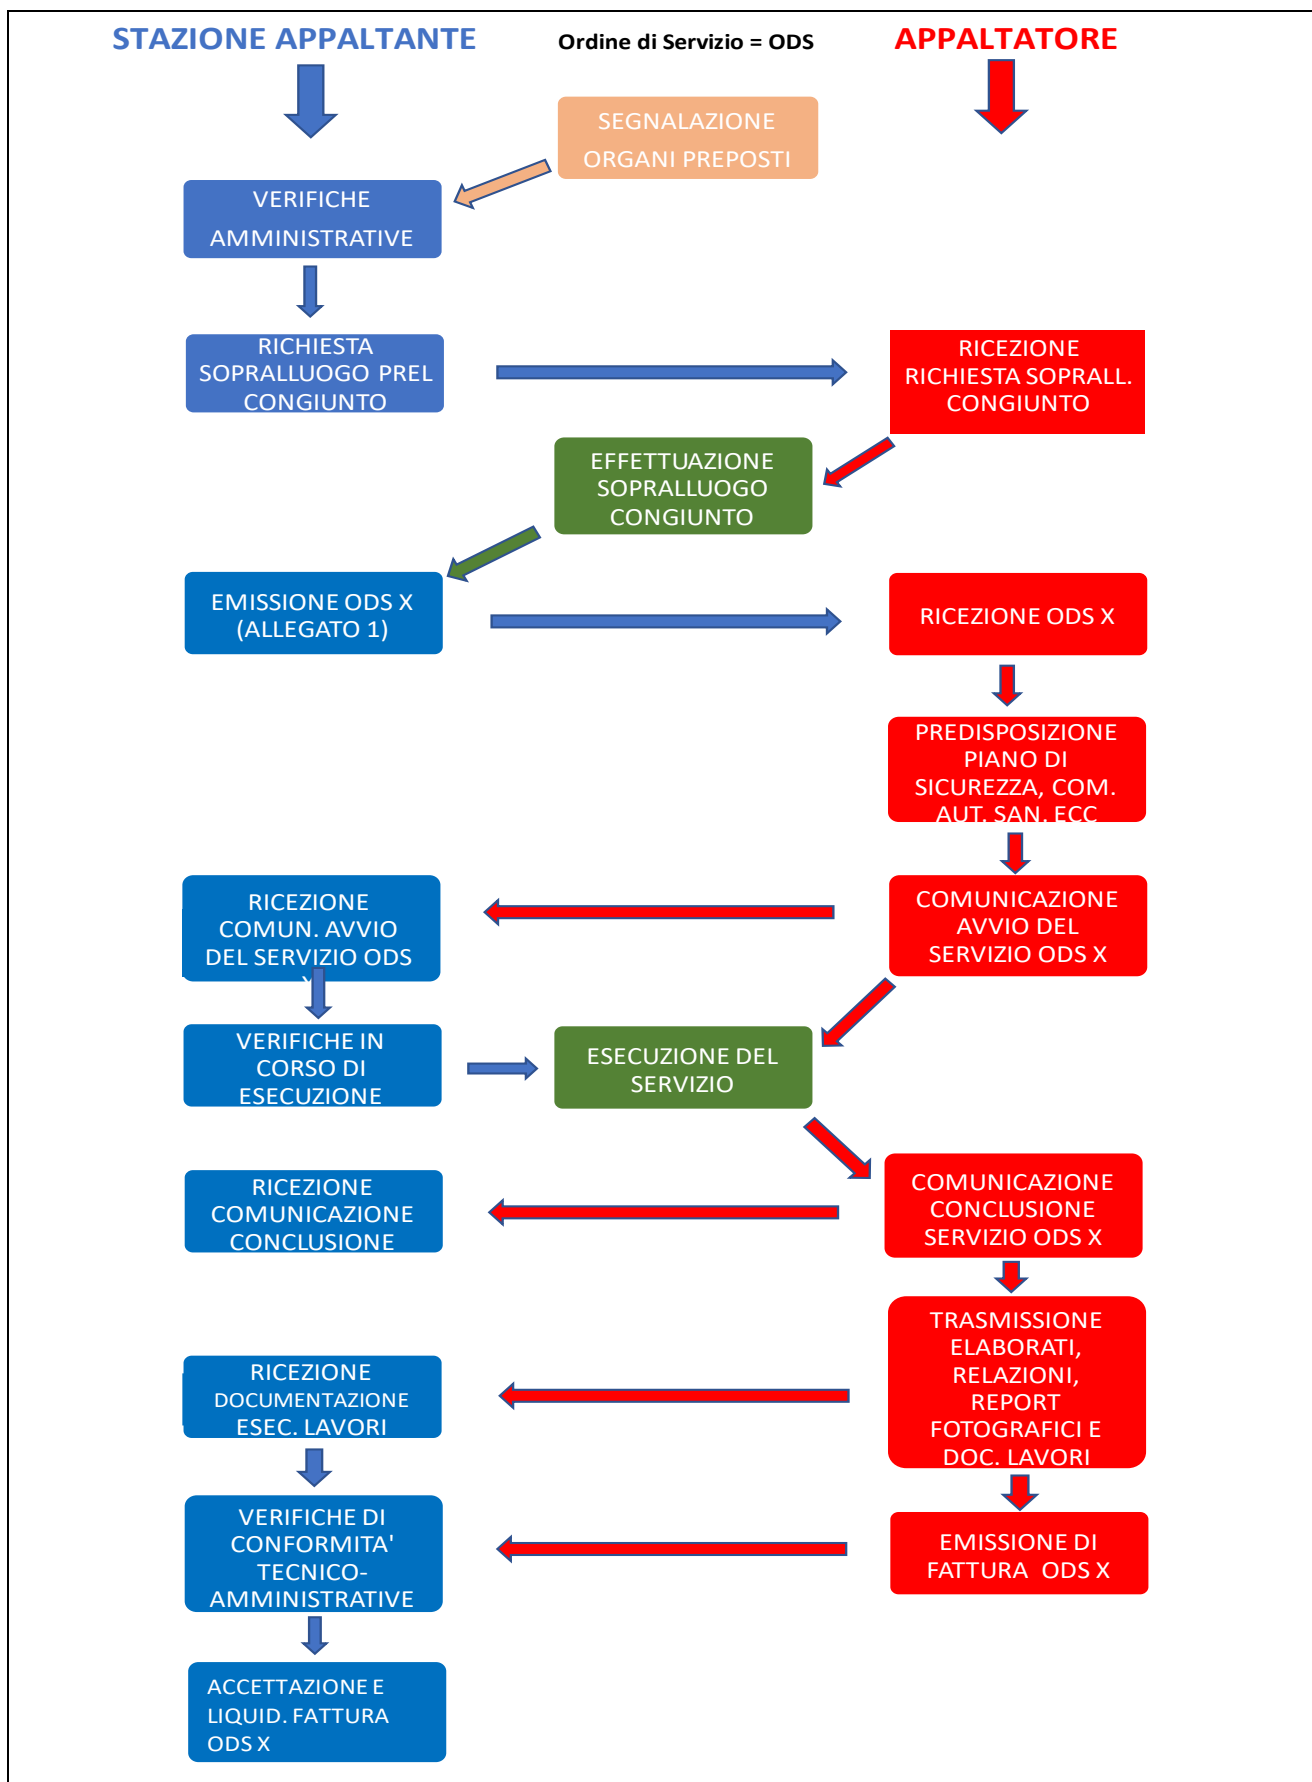 STAZIONE APPALTANTE
Ordine di Servizio = ODS
APPALTATORE
SEGNALAZIONE
ORGANI PREPOSTI
VERIFICHE
AMMINISTRATIVE
RICHIESTA
SOPRALLUOGO PREL
CONGIUNTO
RICEZIONE
RICHIESTA SOPRALL.
CONGIUNTO
EFFETTUAZIONE
SOPRALLUOGO
CONGIUNTO
EMISSIONE ODS X
(ALLEGATO 1)
RICEZIONE ODS X
PREDISPOSIZIONE
PIANO DI
SICUREZZA, COM.
AUT. SAN. ECC
RICEZIONE
COMUN. AVVIO
DEL SERVIZIO ODS
X
COMUNICAZIONE
AVVIO DEL
SERVIZIO ODS X
VERIFICHE IN
CORSO DI
ESECUZIONE
ESECUZIONE DEL
SERVIZIO
RICEZIONE
COMUNICAZIONE
CONCLUSIONE
COMUNICAZIONE
CONCLUSIONE
SERVIZIO ODS X
TRASMISSIONE
ELABORATI,
RELAZIONI,
REPORT
FOTOGRAFICI E
DOC. LAVORI
RICEZIONE
DOCUMENTAZIONE
ESEC. LAVORI
VERIFICHE DI
CONFORMITA'
TECNICO-
AMMINISTRATIVE
EMISSIONE DI
FATTURA ODS X
ACCETTAZIONE E
LIQUID. FATTURA
ODS X